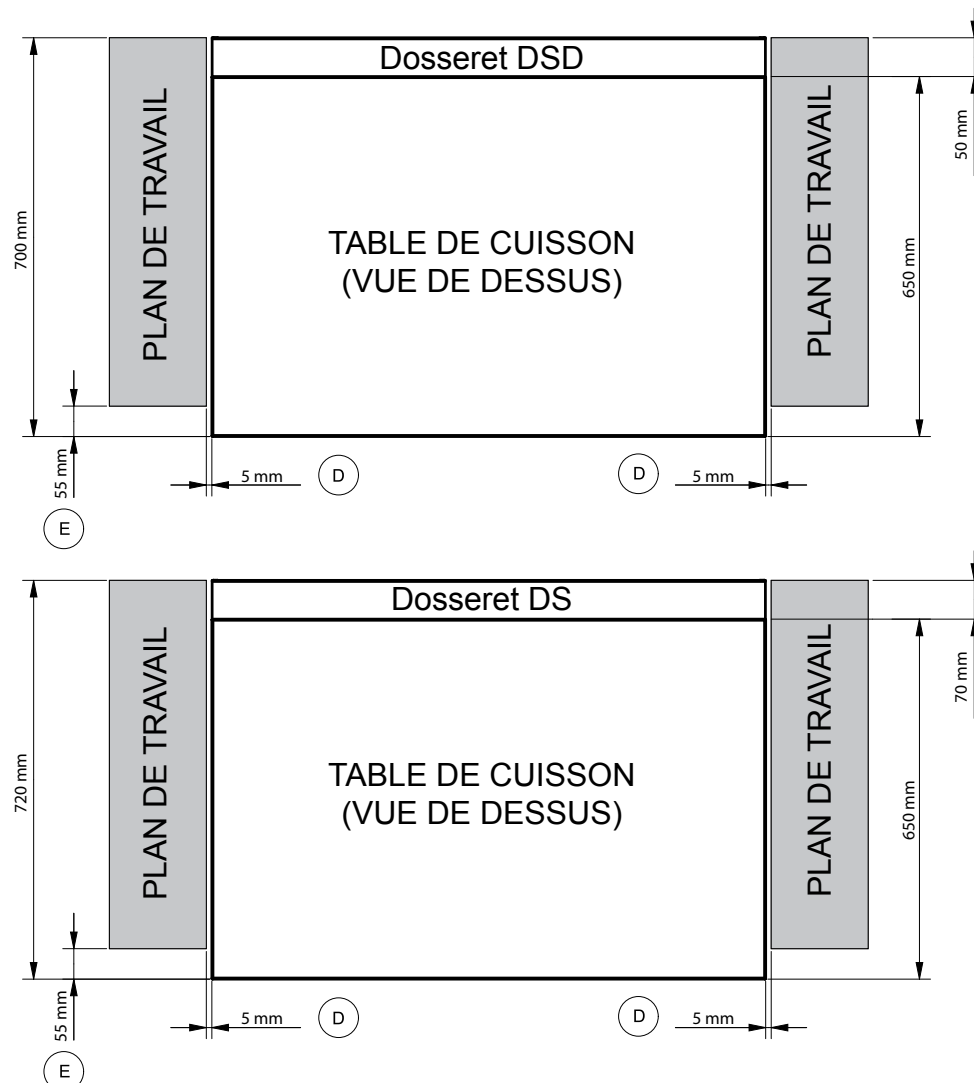 Dosseret DSD
50 mm
PLAN DE TRAVAIL
PLAN DE TRAVAIL
700 mm
TABLE DE CUISSON
(VUE DE DESSUS)
650 mm
55 mm
5 mm
D
D
5 mm
E
Dosseret DS
70 mm
PLAN DE TRAVAIL
PLAN DE TRAVAIL
720 mm
TABLE DE CUISSON
(VUE DE DESSUS)
650 mm
55 mm
5 mm
D
D
5 mm
E